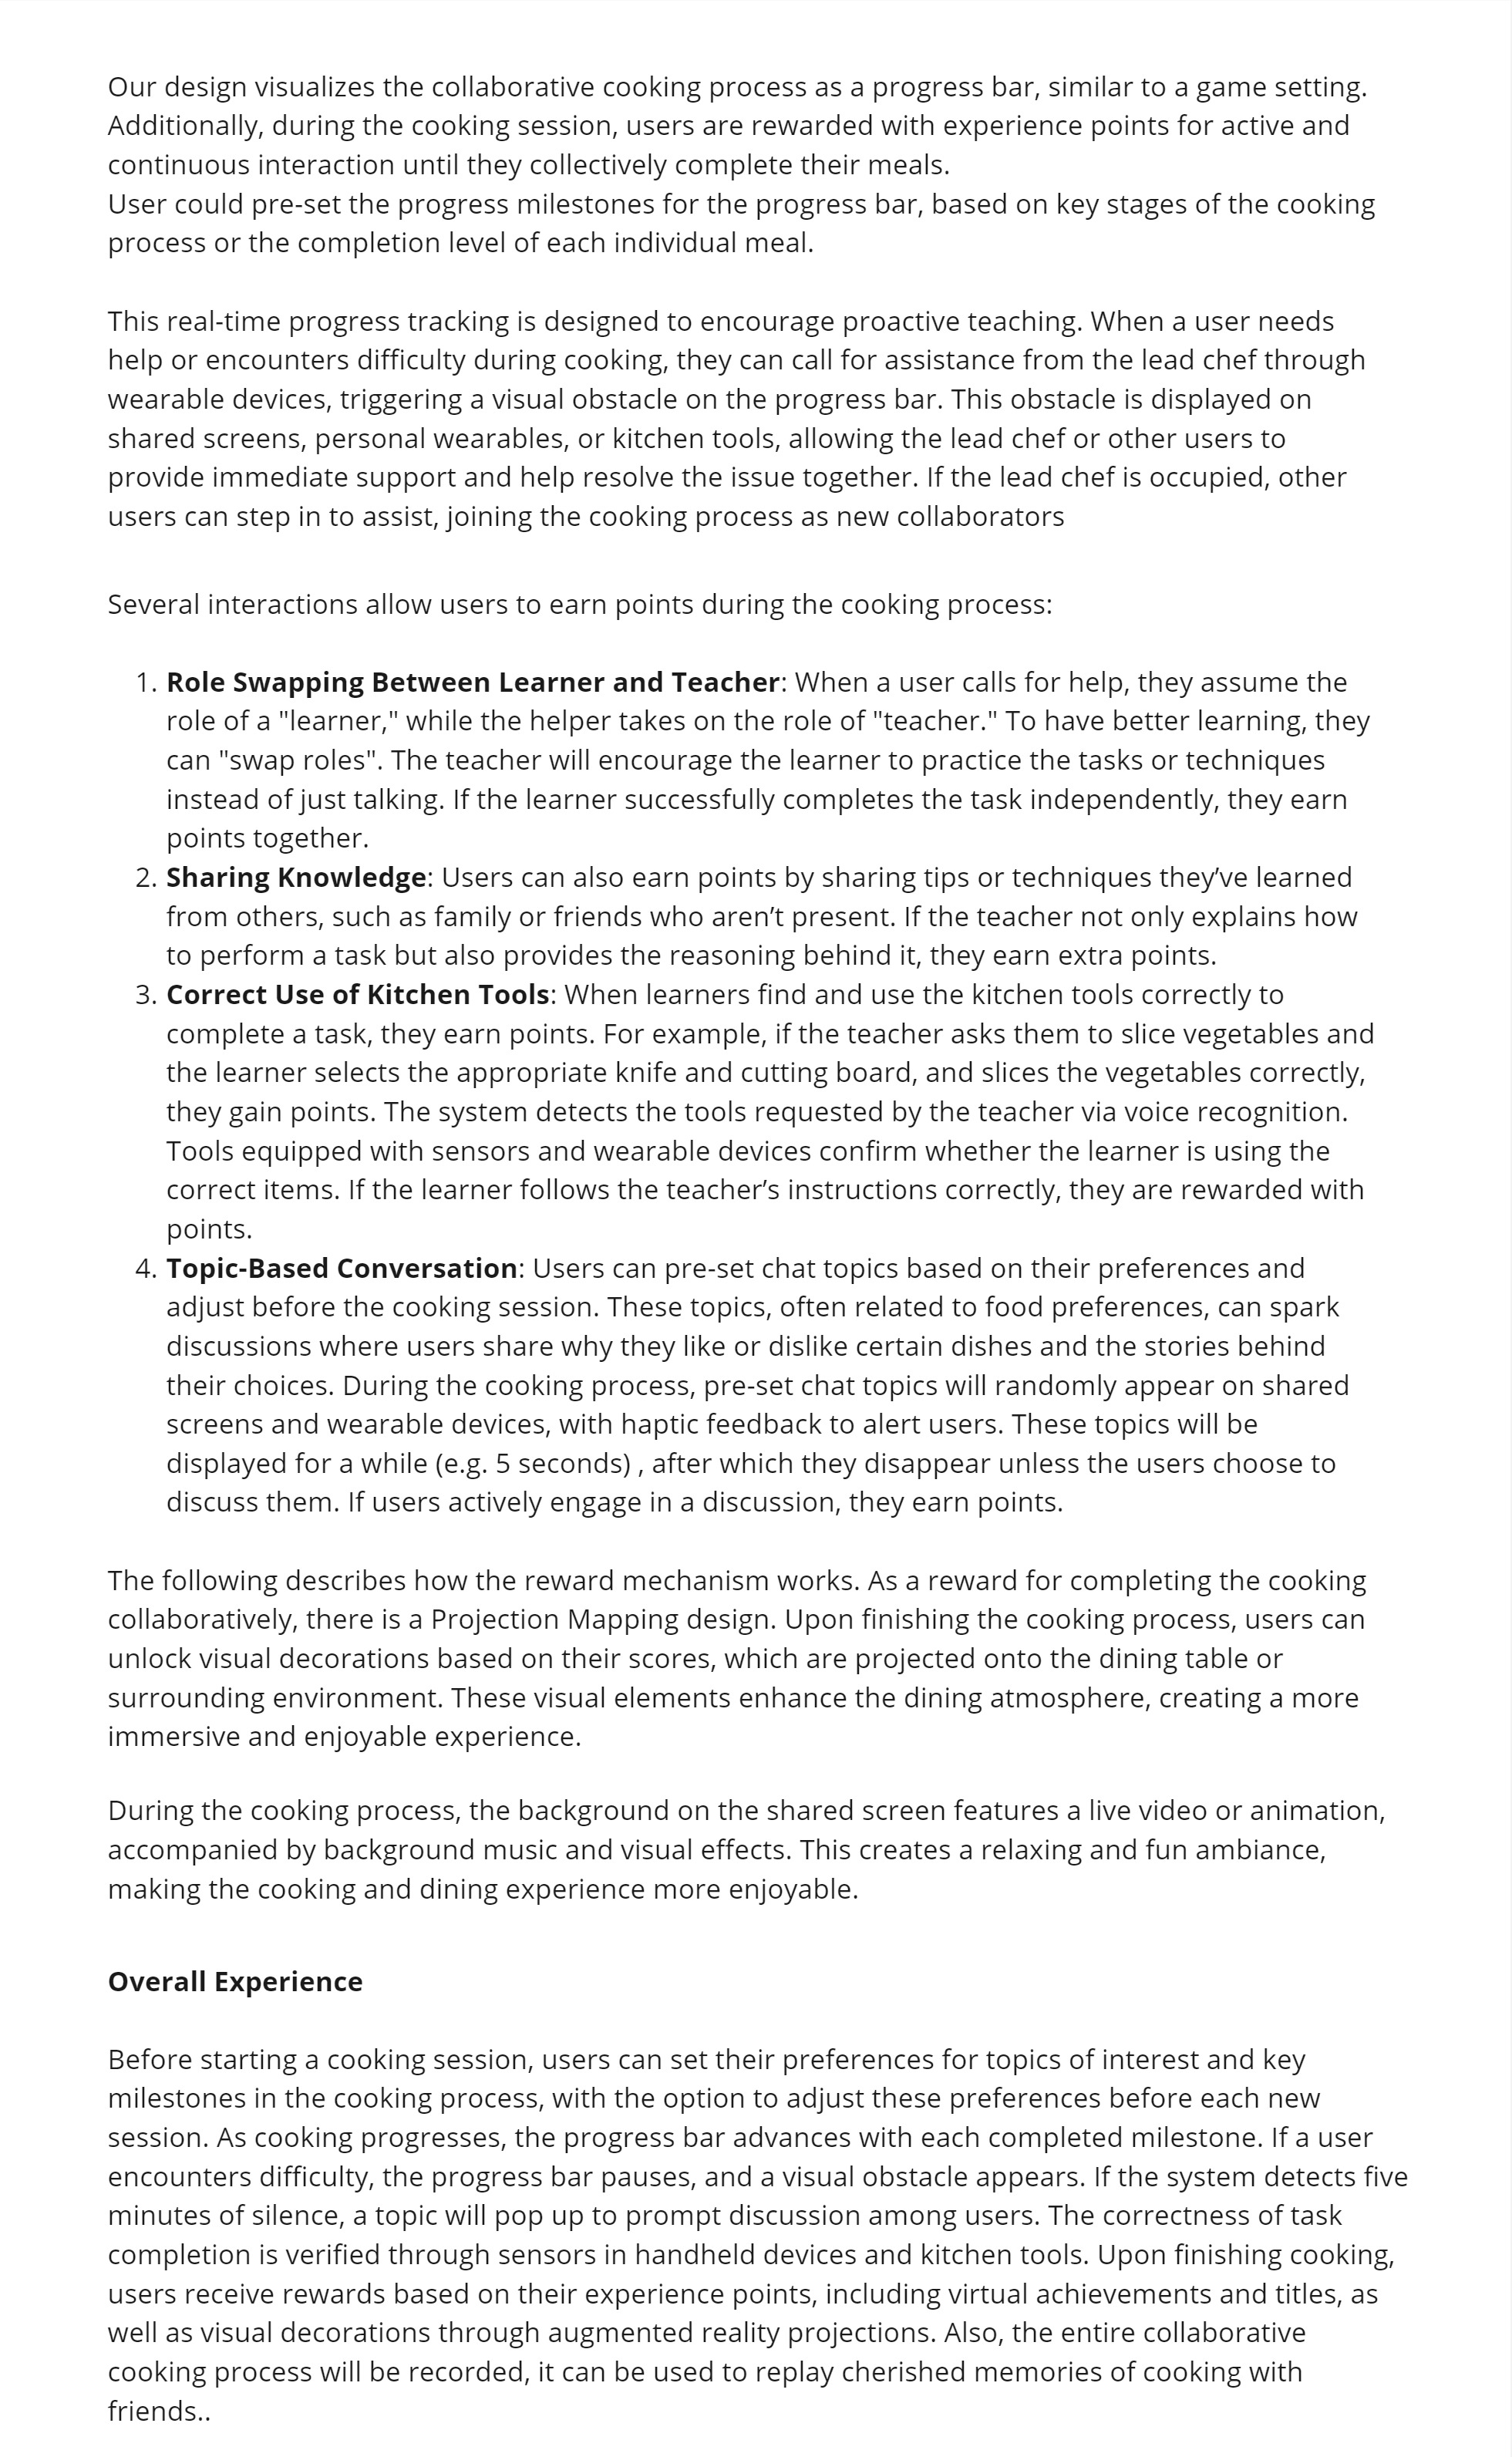 Our design visualizes the collaborative cooking process as a progress bar, similar to a game setting.
Additionally, during the cooking session, users are rewarded with experience points for active and
continuous interaction until they collectively complete their meals.
User could pre-set the progress milestones for the progress bar, based on key stages of the cooking
process or the completion level of each individual meal.
This real-time progress tracking is designed to encourage proactive teaching. When a user needs
help or encounters difficulty during cooking, they can call for assistance from the lead chef through
wearable devices, triggering a visual obstacle on the progress bar. This obstacle is displayed on
shared screens, personal wearables, or kitchen tools, allowing the lead chef or other users to
provide immediate support and help resolve the issue together. If the lead chef is occupied, other
users can step in to assist, joining the cooking process as new collaborators
Several interactions allow users to earn points during the cooking process:
1. Role Swapping Between Learner and Teacher: When a user calls for help, they assume the
role of a "learner," while the helper takes on the role of "teacher." To have better learning, they
can "swap roles". The teacher will encourage the learner to practice the tasks or techniques
instead of just talking. If the learner successfully completes the task independently, they earn
points together.
2. Sharing Knowledge: Users can also earn points by sharing tips or techniques they’ve learned
from others, such as family or friends who aren’t present. If the teacher not only explains how
to perform a task but also provides the reasoning behind it, they earn extra points.
3. Correct Use of Kitchen Tools: When learners find and use the kitchen tools correctly to
complete a task, they earn points. For example, if the teacher asks them to slice vegetables and
the learner selects the appropriate knife and cutting board, and slices the vegetables correctly,
they gain points. The system detects the tools requested by the teacher via voice recognition.
Tools equipped with sensors and wearable devices confirm whether the learner is using the
correct items. If the learner follows the teacher’s instructions correctly, they are rewarded with
points.
4. Topic-Based Conversation: Users can pre-set chat topics based on their preferences and
adjust before the cooking session. These topics, often related to food preferences, can spark
discussions where users share why they like or dislike certain dishes and the stories behind
their choices. During the cooking process, pre-set chat topics will randomly appear on shared
screens and wearable devices, with haptic feedback to alert users. These topics will be
displayed for a while (e.g. 5 seconds) , after which they disappear unless the users choose to
discuss them. If users actively engage in a discussion, they earn points.
The following describes how the reward mechanism works. As a reward for completing the cooking
collaboratively, there is a Projection Mapping design. Upon finishing the cooking process, users can
unlock visual decorations based on their scores, which are projected onto the dining table or
surrounding environment. These visual elements enhance the dining atmosphere, creating a more
immersive and enjoyable experience.
During the cooking process, the background on the shared screen features a live video or animation,
accompanied by background music and visual effects. This creates a relaxing and fun ambiance,
making the cooking and dining experience more enjoyable.
Overall Experience
Before starting a cooking session, users can set their preferences for topics of interest and key
milestones in the cooking process, with the option to adjust these preferences before each new
session. As cooking progresses, the progress bar advances with each completed milestone. If a user
encounters difficulty, the progress bar pauses, and a visual obstacle appears. If the system detects five
minutes of silence, a topic will pop up to prompt discussion among users. The correctness of task
completion is verified through sensors in handheld devices and kitchen tools. Upon finishing cooking,
users receive rewards based on their experience points, including virtual achievements and titles, as
well as visual decorations through augmented reality projections. Also, the entire collaborative
cooking process will be recorded, it can be used to replay cherished memories of cooking with
friends..